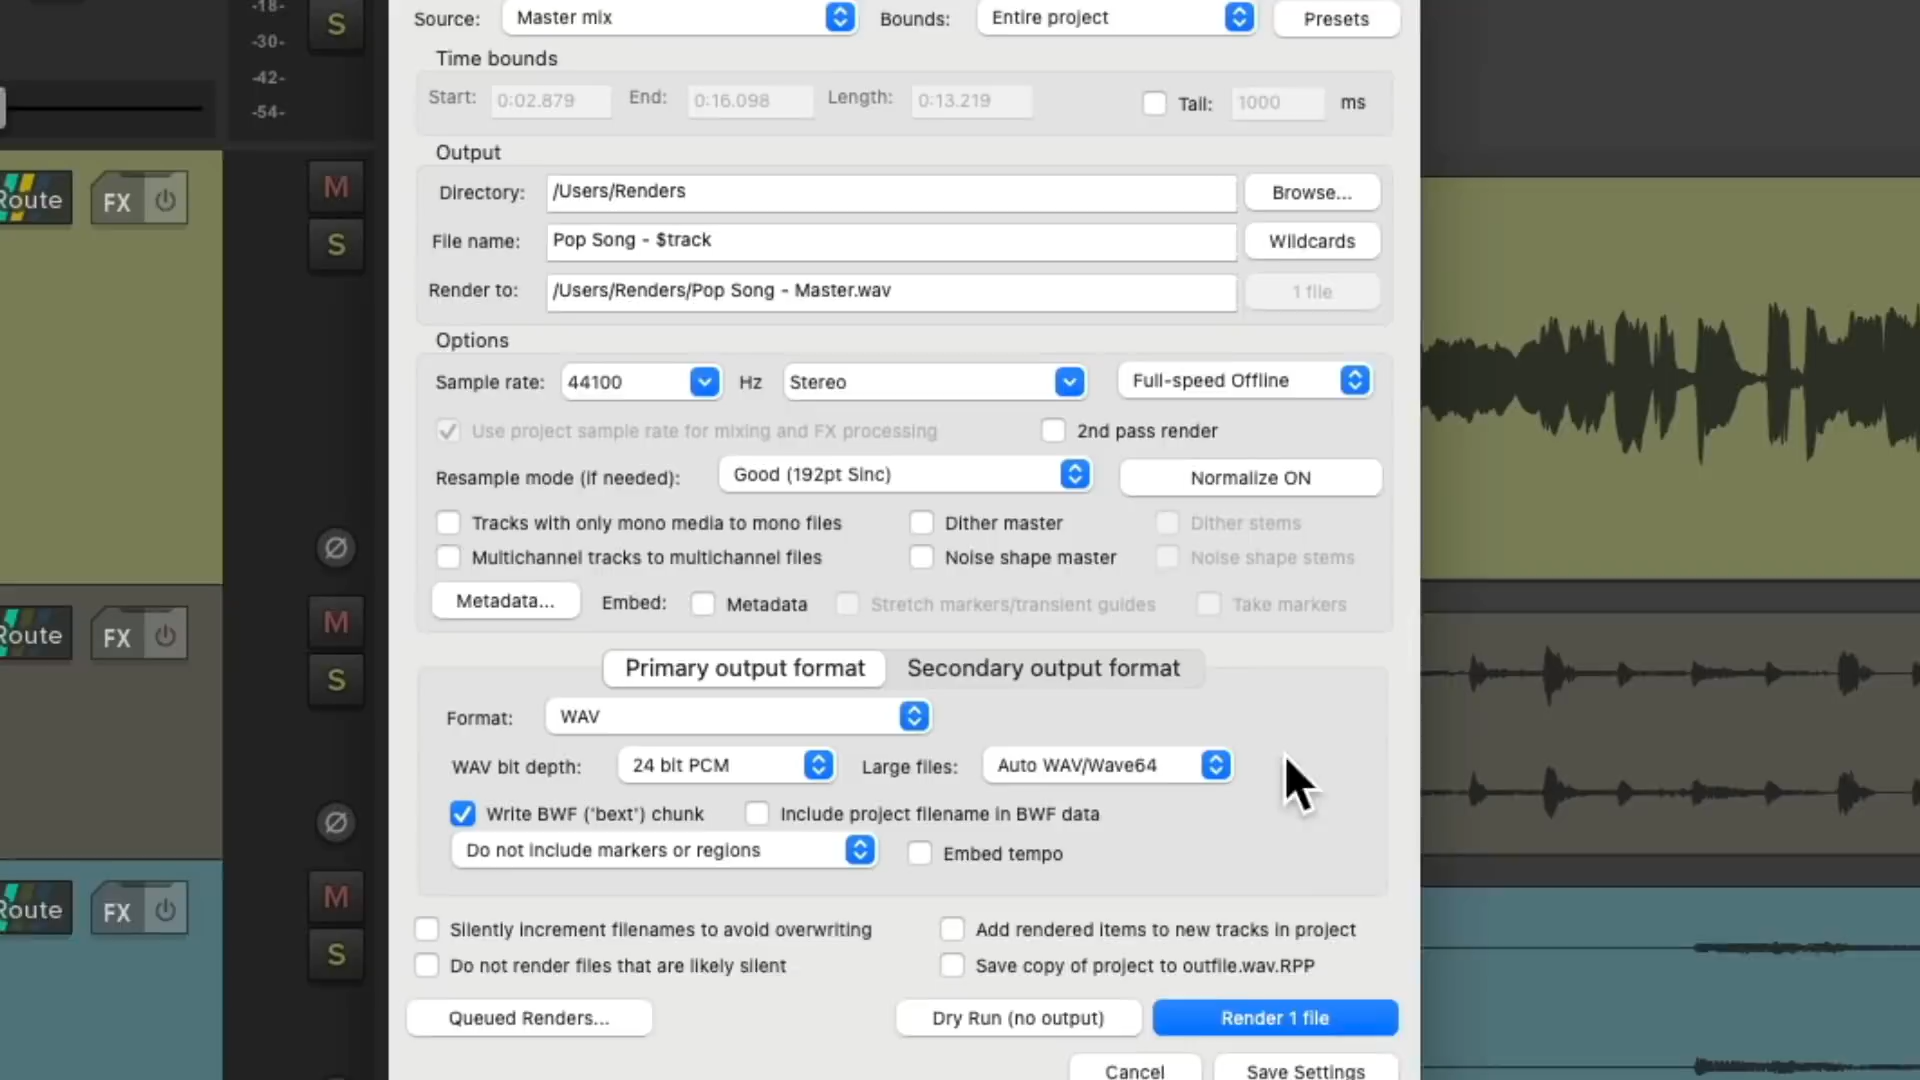 -18-
-30-
-42-
-54-
S
Source: Master mix Bounds: Entire project Presets
Time bounds
Start: 0:02.879 End: 0:16.098 Length: 0:13.219 Tail: 1000 ms
Output
Directory: /Users/Renders Browse...
File name: Pop Song - $track Wildcards
Render to: /Users/Renders/Pop Song - Master.wav 1 file
Options
Sample rate: 44100 Hz Stereo Full-speed Offline
Use project sample rate for mixing and FX processing 2nd pass render
Resample mode (if needed): Good (192pt Sinc) Normalize ON
Tracks with only mono media to mono files Dither master Dither stems
Multichannel tracks to multichannel files Noise shape master Noise shape stems
Metadata... Embed: Metadata Stretch markers/transient guides Take markers
Primary output format Secondary output format
Format: WAV
WAV bit depth: 24 bit PCM Large files: Auto WAV/Wave64
Write BWF ('bext') chunk Include project filename in BWF data
Do not include markers or regions Embed tempo
Silently increment filenames to avoid overwriting Add rendered items to new tracks in project
Do not render files that are likely silent Save copy of project to outfile.wav.RPP
Queued Renders... Dry Run (no output) Render 1 file
Cancel Save Settings
Route FX M
S
Route FX M
S
Route FX M
S